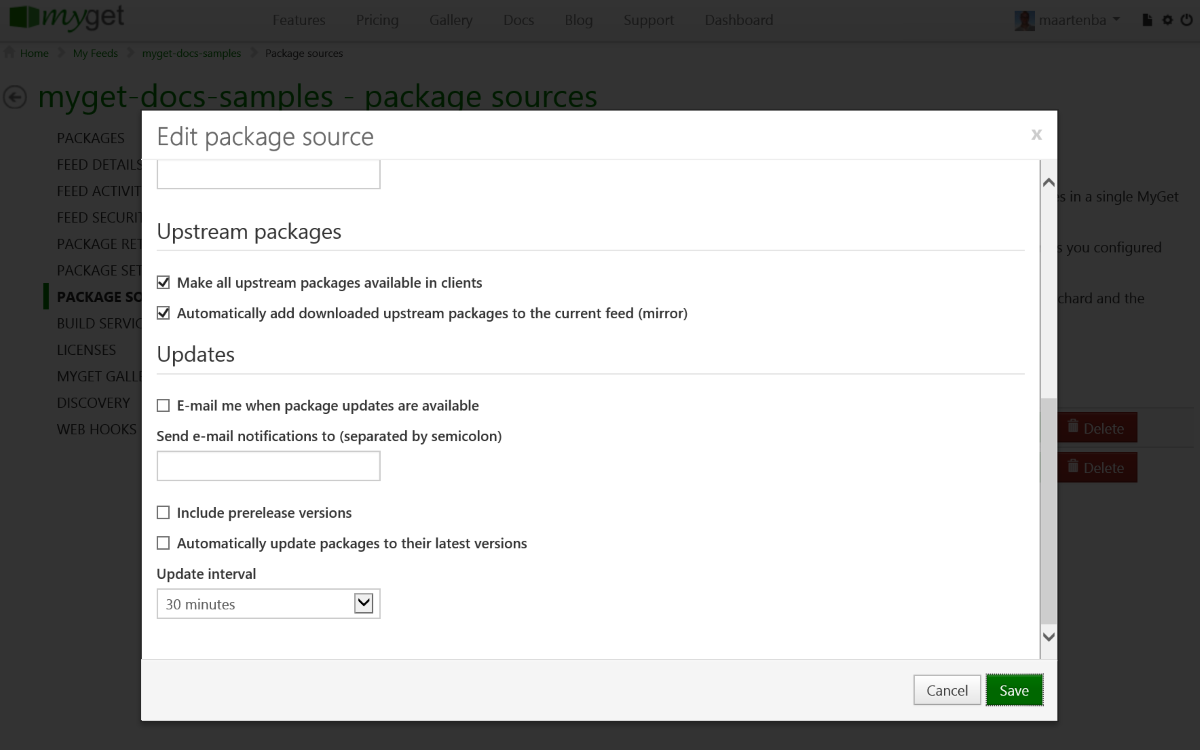 myget
Features Pricing Gallery Docs Blog Support Dashboard maartenba
Home My Feeds myget-docs-samples Package sources
myget-docs-samples - package sources
PACKAGES
FEED DETAILS
FEED ACTIVIT
FEED SECURIT
PACKAGE RET
PACKAGE SET
PACKAGE SO
BUILD SERVIC
LICENSES
MYGET GALLE
DISCOVERY
WEB HOOKS
Edit package source
x
Upstream packages
Make all upstream packages available in clients
Automatically add downloaded upstream packages to the current feed (mirror)
Updates
E-mail me when package updates are available
Send e-mail notifications to (separated by semicolon)
Include prerelease versions
Automatically update packages to their latest versions
Update interval
30 minutes
Cancel Save
s in a single MyGet
s you configured
chard and the
Delete
Delete